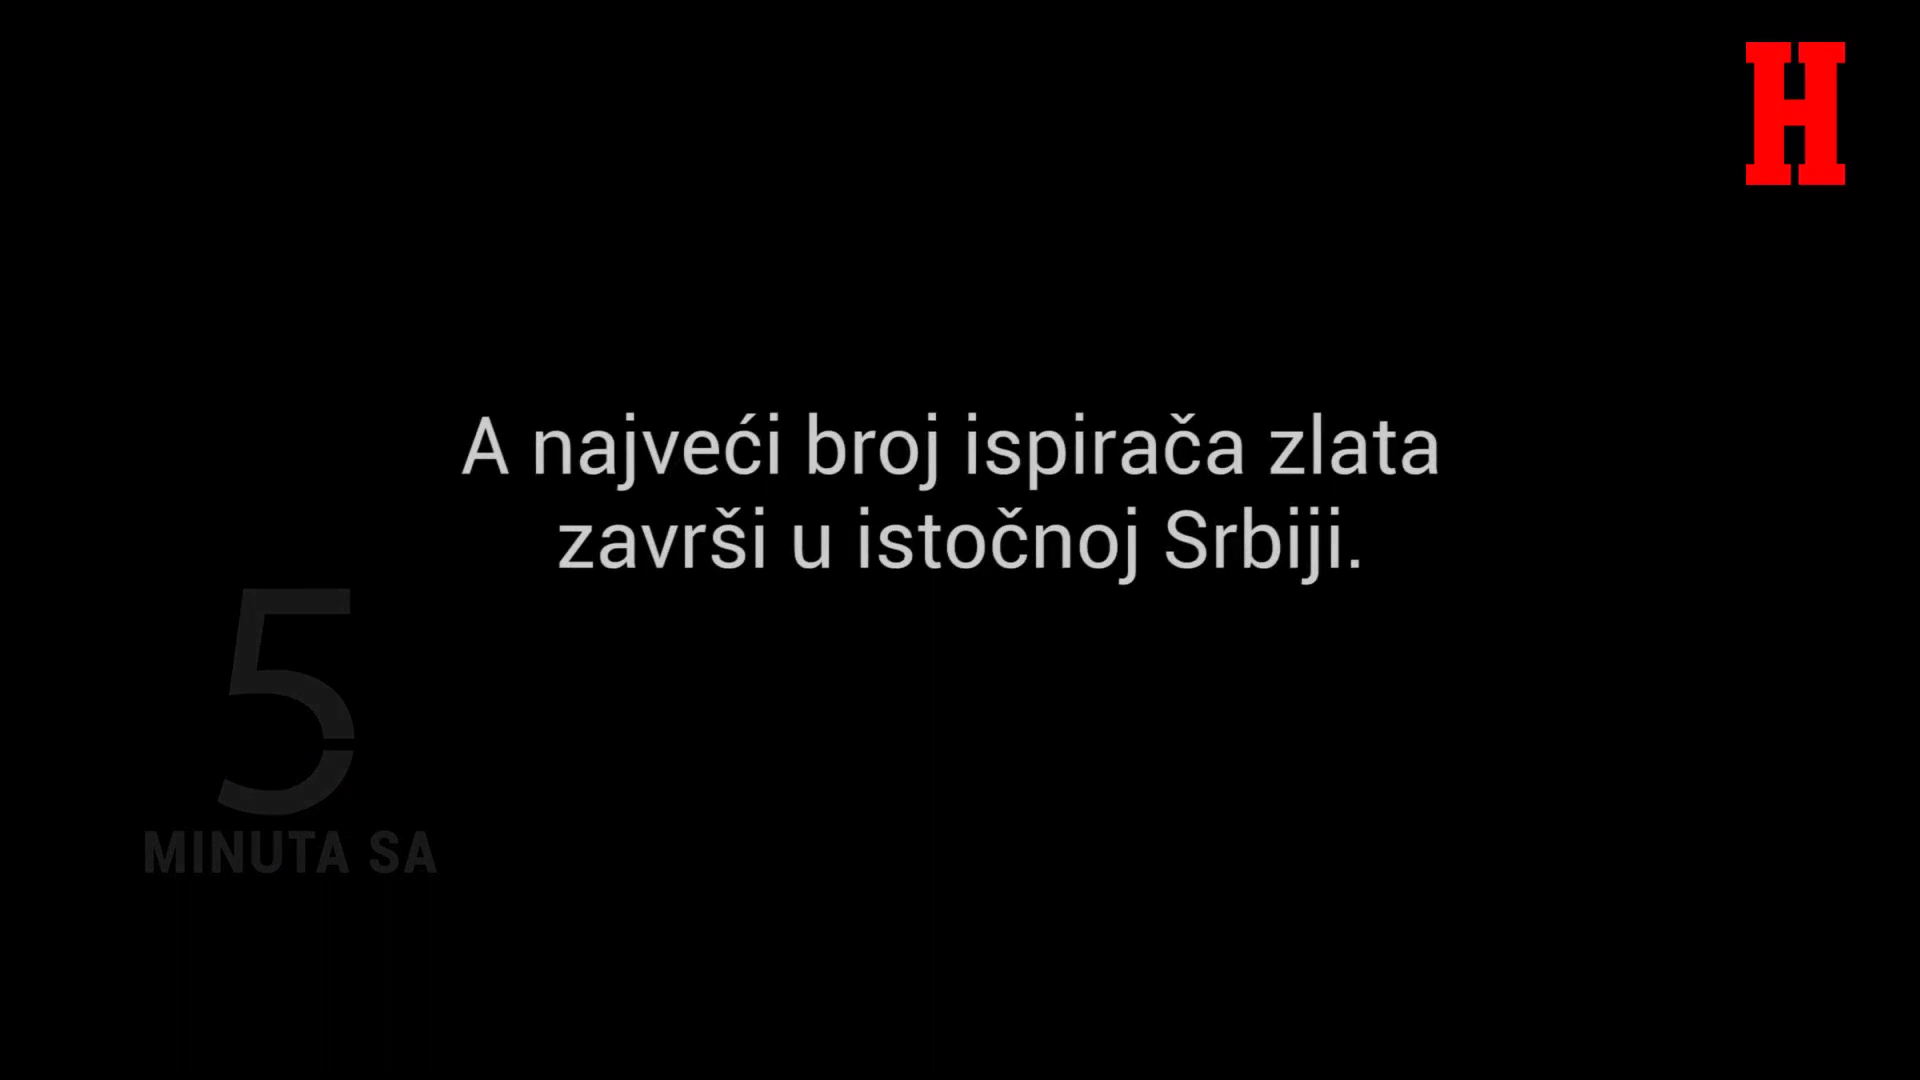 H
A najveći broj ispirača zlata
završi u istočnoj Srbiji.
5
MINUTA SA